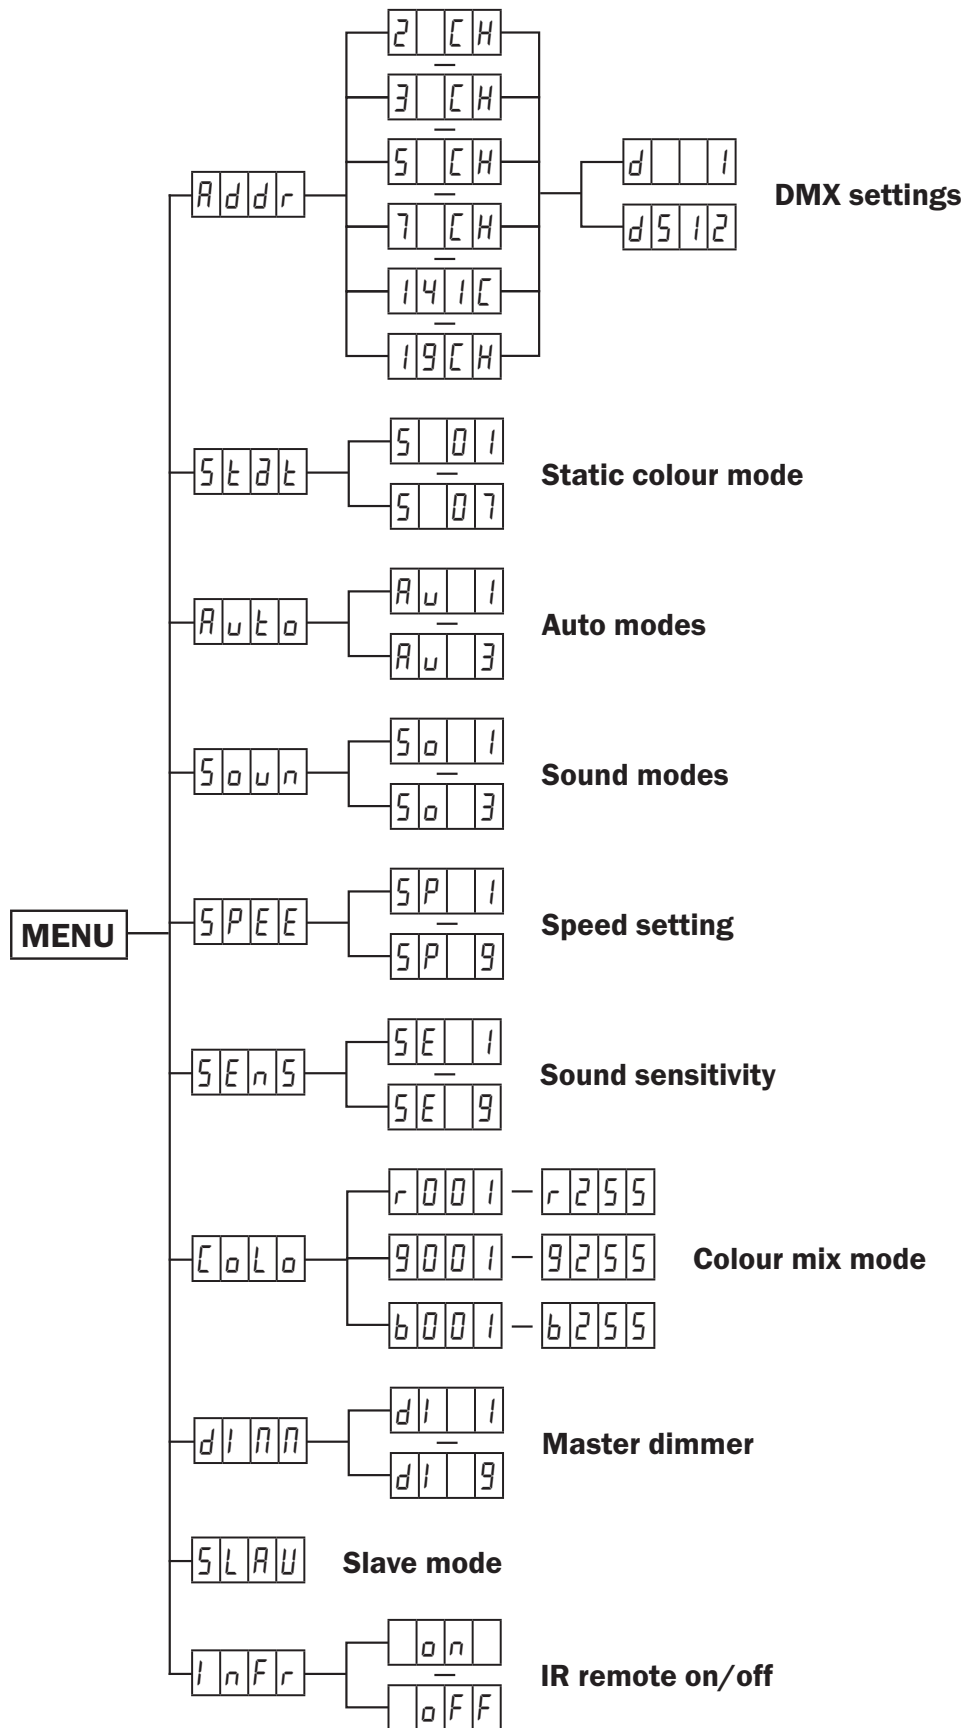 2 CH
3 CH
5 CH
7 CH
141C
19CH
Addr
d 1
d512
DMX settings
Stat
S 01
S 07
Static colour mode
Auto
Au 1
Au 3
Auto modes
Soun
So 1
So 3
Sound modes
MENU
SPEE
SP 1
SP 9
Speed setting
SEnS
SE 1
SE 9
Sound sensitivity
CoLo
r001 — r255
g001 — g255
b001 — b255
Colour mix mode
dIMM
dI 1
dI 9
Master dimmer
SLAV
Slave mode
InFr
on
oFF
IR remote on/off